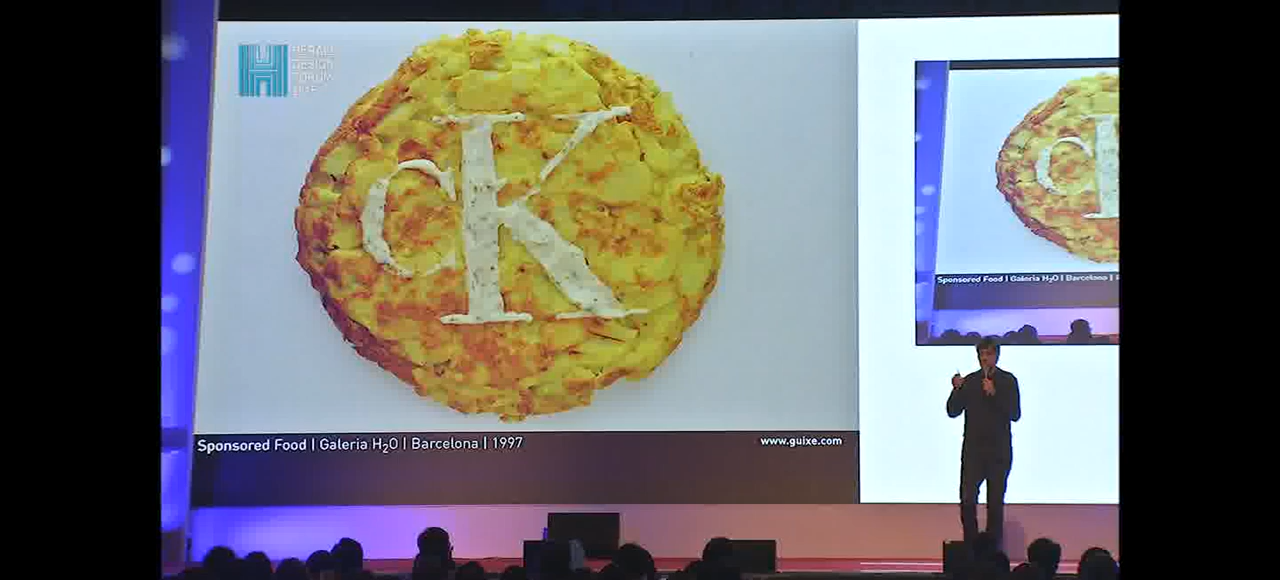 HERALD
DESIGN
FORUM
cK
Sponsored Food | Galeria H₂O | Barcelona | 1997
www.guixe.com
Sponsored Food | Galeria H₂O | Barcelona |